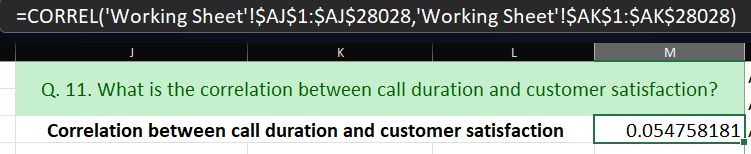 =CORREL('Working Sheet'!$AJ$1:$AJ$28028,'Working Sheet'!$AK$1:$AK$28028)
J K L M
Q. 11. What is the correlation between call duration and customer satisfaction?
Correlation between call duration and customer satisfaction 0.054758181